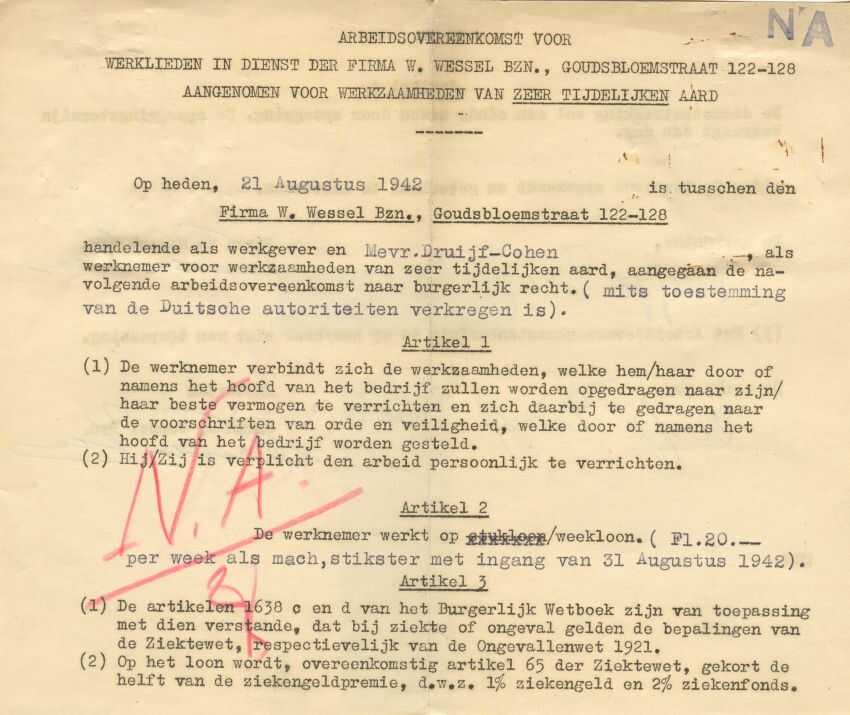 N A
ARBEIDSOVEREENKOMST VOOR
WERKLIEDEN IN DIENST DER FIRMA W. WESSEL BZN., GOUDSBLOEMSTRAAT 122-128
AANGENOMEN VOOR WERKZAAMHEDEN VAN ZEER TIJDELIJKEN AARD
Op heden, 21 Augustus 1942 is tusschen den
Firma W. Wessel Bzn., Goudsbloemstraat 122-128
handelende als werkgever en Mevr.Druijf-Cohen -, als
werknemer voor werkzaamheden van zeer tijdelijken aard, aangegaan de na-
volgende arbeidsovereenkomst naar burgerlijk recht.( mits toestemming
van de Duitsche autoriteiten verkregen is).
Artikel 1
(1) De werknemer verbindt zich de werkzaamheden, welke hem/haar door of
namens het hoofd van het bedrijf zullen worden opgedragen naar zijn/
haar beste vermogen te verrichten en zich daarbij te gedragen naar
de voorschriften van orde en veiligheid, welke door of namens het
hoofd van het bedrijf worden gesteld.
(2) Hij/Zij is verplicht den arbeid persoonlijk te verrichten.
N.A.
Artikel 2
De werknemer werkt op stukloon/weekloon.( Fl.20.--
per week als mach,stikster met ingang van 31 Augustus 1942).
Artikel 3
(1) De artikelen 1638 c en d van het Burgerlijk Wetboek zijn van toepassing
met dien verstande, dat bij ziekte of ongeval gelden de bepalingen van
de Ziektewet, respectievelijk van de Ongevallenwet 1921.
(2) Op het loon wordt, overeenkomstig artikel 65 der Ziektewet, gekort de
helft van de ziekengeldpremie, d.w.z. 1% ziekengeld en 2% ziekenfonds.